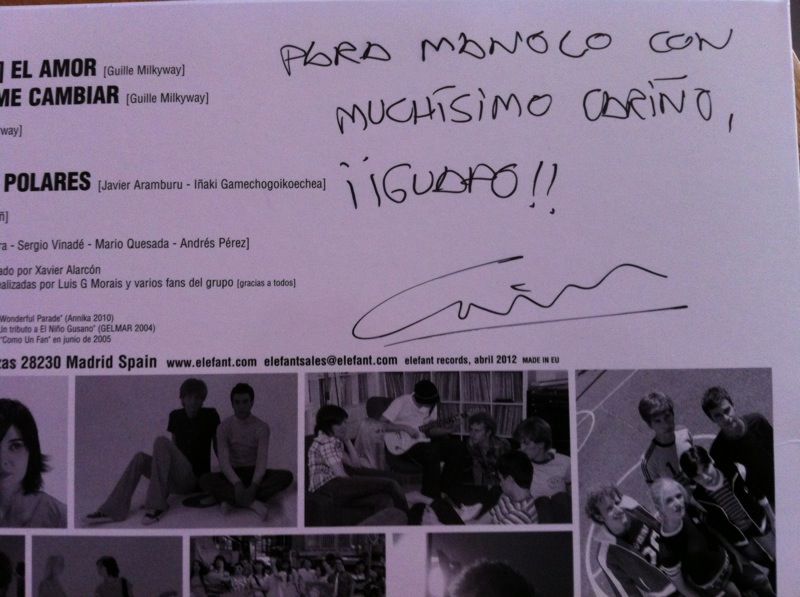 EL AMOR [Guille Milkyway]
ME CAMBIAR [Guille Milkyway]
way]
POLARES [Javier Aramburu - Iñaki Gamechogoikoechea]
ñ]
ra - Sergio Vinadé - Mario Quesada - Andrés Pérez]
ado por Xavier Alarcón
ealizadas por Luis G Morais y varios fans del grupo [gracias a todos]
Wonderful Parade" (Annika 2010)
Un tributo a El Niño Gusano" (GELMAR 2004)
"Como Un Fan" en junio de 2005
zas 28230 Madrid Spain www.elefant.com elefantsales@elefant.com elefant records, abril 2012 MADE IN EU
PARA MANOLO CON
MUCHÍSIMO CARIÑO,
¡¡GUAPO!!